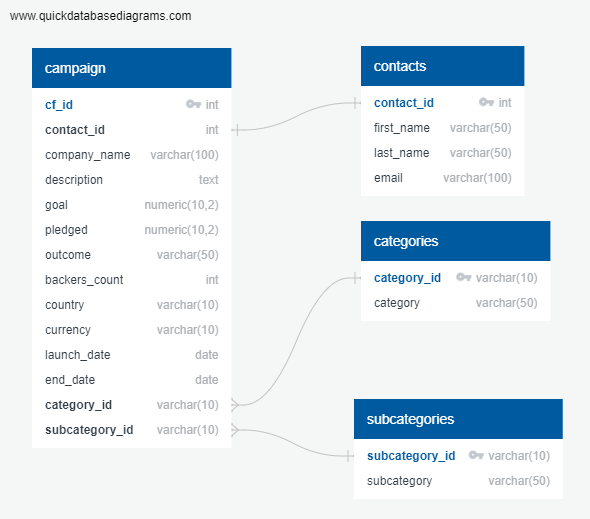 www.quickdatabasediagrams.com
campaign
cf_id int
contact_id int
company_name varchar(100)
description text
goal numeric(10,2)
pledged numeric(10,2)
outcome varchar(50)
backers_count int
country varchar(10)
currency varchar(10)
launch_date date
end_date date
category_id varchar(10)
subcategory_id varchar(10)
contacts
contact_id int
first_name varchar(50)
last_name varchar(50)
email varchar(100)
categories
category_id varchar(10)
category varchar(50)
subcategories
subcategory_id varchar(10)
subcategory varchar(50)